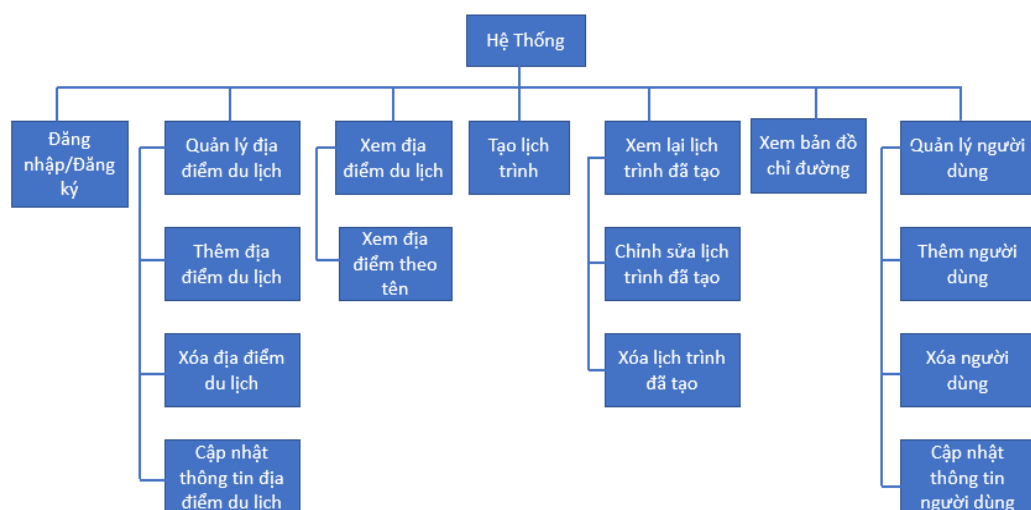 Hệ Thống
Đăng
nhập/Đăng
ký
Quản lý địa
điểm du lịch
Xem địa
điểm du lịch
Tạo lịch
trình
Xem lại lịch
trình đã tạo
Xem bản đồ
chỉ đường
Quản lý người
dùng
Thêm địa
điểm du lịch
Xem địa
điểm theo
tên
Chỉnh sửa lịch
trình đã tạo
Thêm người
dùng
Xóa địa điểm
du lịch
Xóa lịch trình
đã tạo
Xóa người
dùng
Cập nhật
thông tin địa
điểm du lịch
Cập nhật
thông tin
người dùng